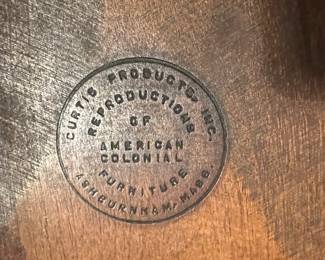 CURTIS PRODUCTS, INC.
REPRODUCTIONS
OF
AMERICAN
COLONIAL
FURNITURE
ASHBURNHAM, MASS.